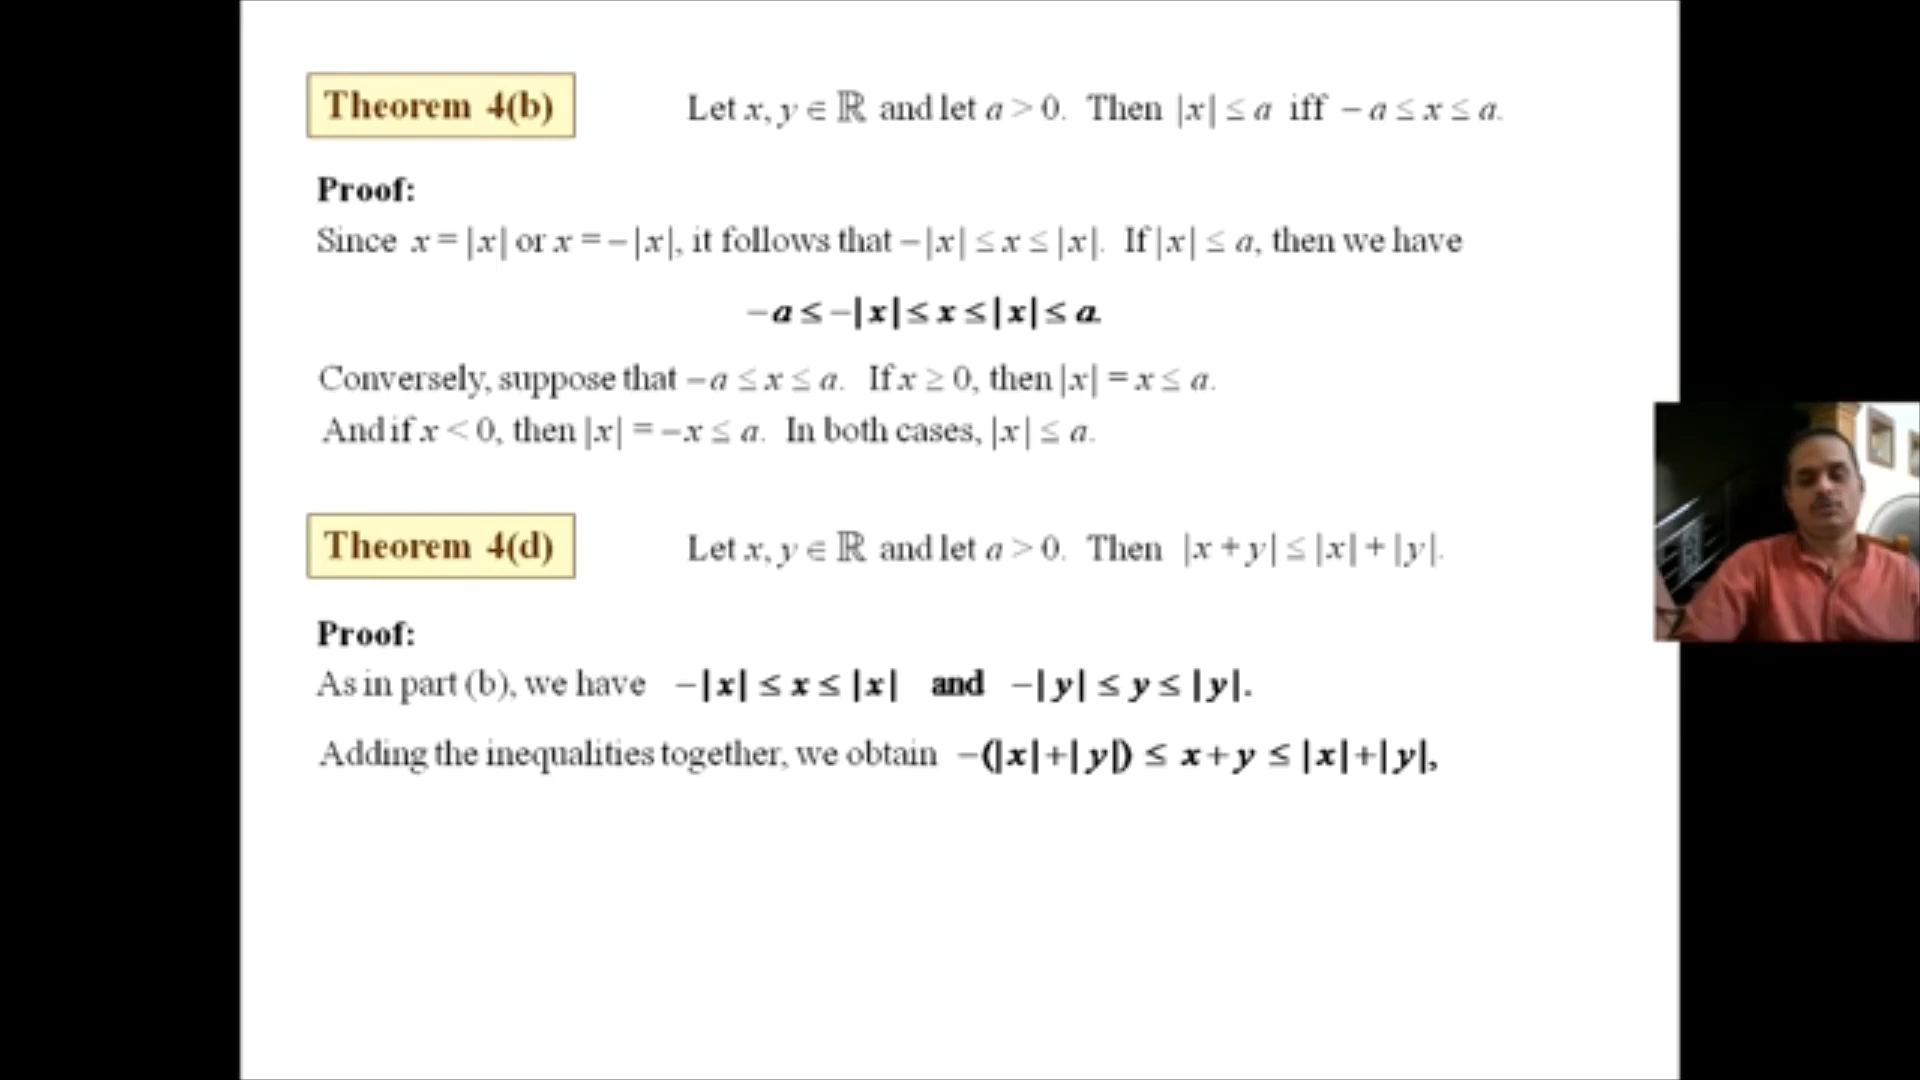 Theorem 4(b) Let x, y ∈ ℝ and let a > 0. Then |x| ≤ a iff − a ≤ x ≤ a.
Proof:
Since x = |x| or x = − |x|, it follows that − |x| ≤ x ≤ |x|. If |x| ≤ a, then we have
−a ≤ −|x| ≤ x ≤ |x| ≤ a.
Conversely, suppose that − a ≤ x ≤ a. If x ≥ 0, then |x| = x ≤ a.
And if x < 0, then |x| = −x ≤ a. In both cases, |x| ≤ a.
Theorem 4(d) Let x, y ∈ ℝ and let a > 0. Then |x + y| ≤ |x| + |y|.
Proof:
As in part (b), we have −|x| ≤ x ≤ |x| and −|y| ≤ y ≤ |y|.
Adding the inequalities together, we obtain −(|x|+|y|) ≤ x+y ≤ |x|+|y|,